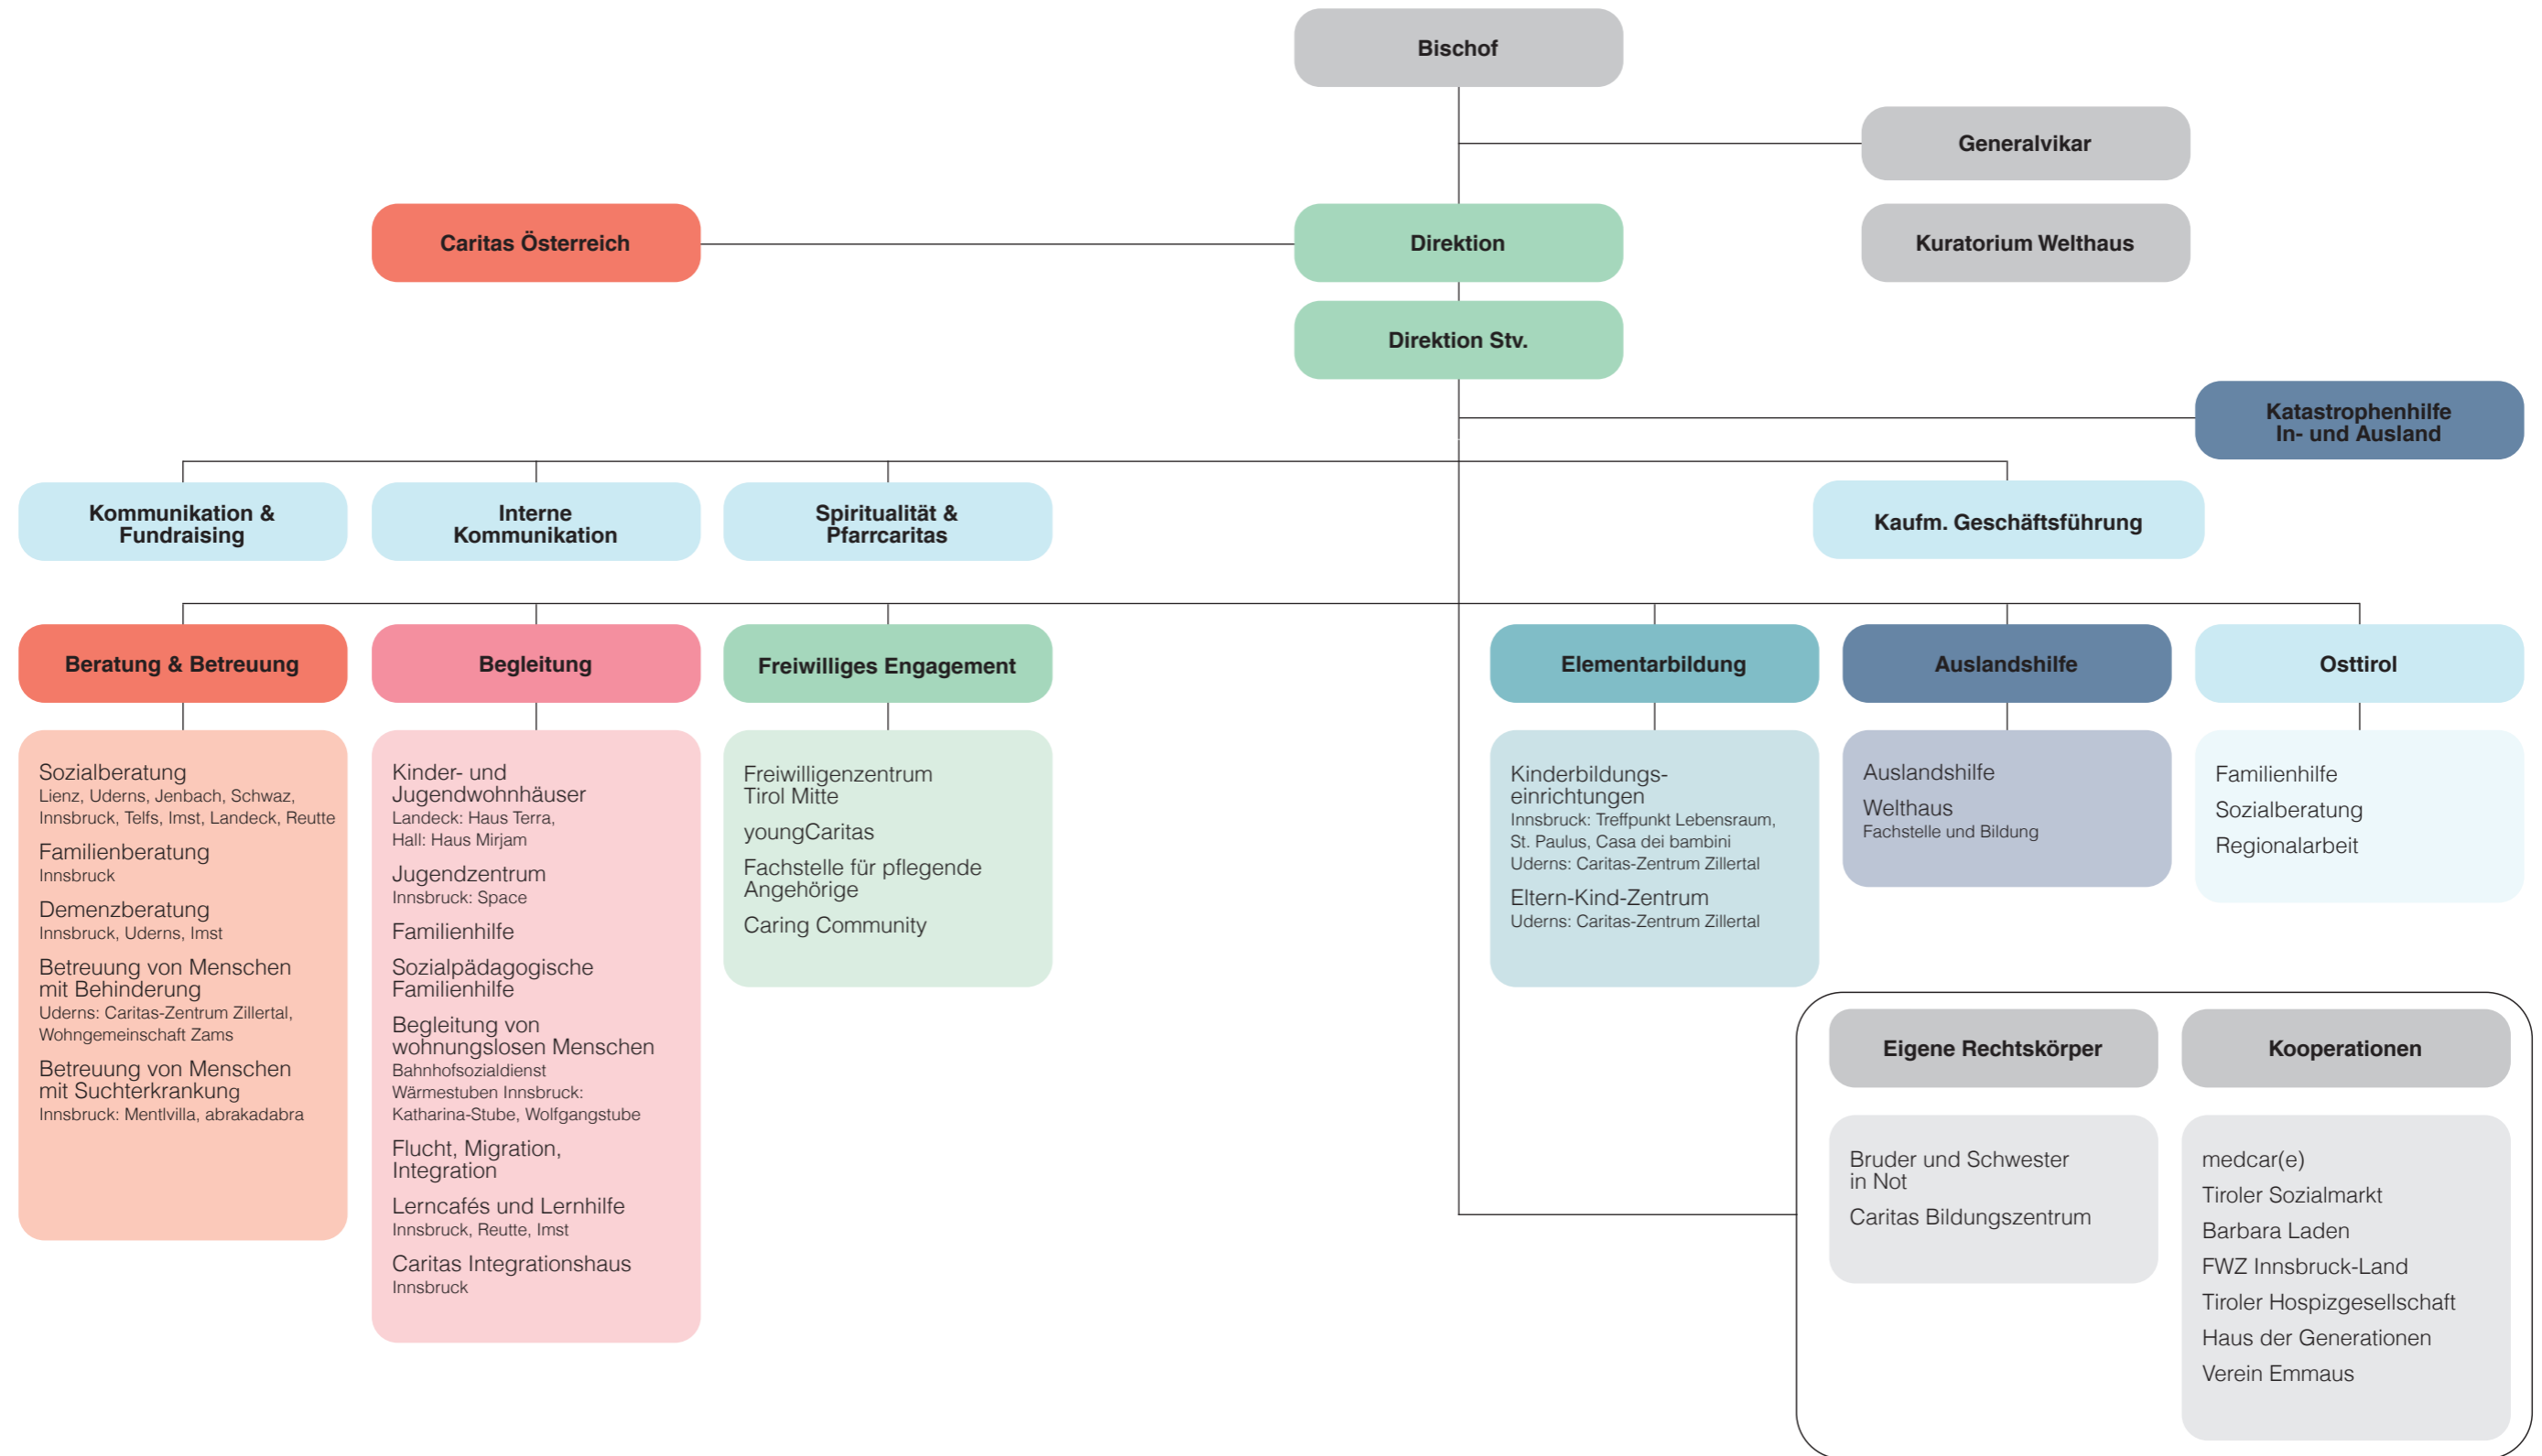 Bischof
Generalvikar
Caritas Österreich
Direktion
Kuratorium Welthaus
Direktion Stv.
Katastrophenhilfe
In- und Ausland
Kommunikation &
Fundraising
Interne
Kommunikation
Spiritualität &
Pfarrcaritas
Kaufm. Geschäftsführung
Beratung & Betreuung
Begleitung
Freiwilliges Engagement
Elementarbildung
Auslandshilfe
Osttirol
Sozialberatung
Lienz, Uderns, Jenbach, Schwaz,
Innsbruck, Telfs, Imst, Landeck, Reutte
Familienberatung
Innsbruck
Demenzberatung
Innsbruck, Uderns, Imst
Betreuung von Menschen
mit Behinderung
Uderns: Caritas-Zentrum Zillertal,
Wohngemeinschaft Zams
Betreuung von Menschen
mit Suchterkrankung
Innsbruck: Mentlvilla, abrakadabra
Kinder- und
Jugendwohnhäuser
Landeck: Haus Terra,
Hall: Haus Mirjam
Jugendzentrum
Innsbruck: Space
Familienhilfe
Sozialpädagogische
Familienhilfe
Begleitung von
wohnungslosen Menschen
Bahnhofsozialdienst
Wärmestuben Innsbruck:
Katharina-Stube, Wolfgangstube
Flucht, Migration,
Integration
Lerncafés und Lernhilfe
Innsbruck, Reutte, Imst
Caritas Integrationshaus
Innsbruck
Freiwilligenzentrum
Tirol Mitte
youngCaritas
Fachstelle für pflegende
Angehörige
Caring Community
Kinderbildungs-
einrichtungen
Innsbruck: Treffpunkt Lebensraum,
St. Paulus, Casa dei bambini
Uderns: Caritas-Zentrum Zillertal
Eltern-Kind-Zentrum
Uderns: Caritas-Zentrum Zillertal
Auslandshilfe
Welthaus
Fachstelle und Bildung
Familienhilfe
Sozialberatung
Regionalarbeit
Eigene Rechtskörper
Bruder und Schwester
in Not
Caritas Bildungszentrum
Kooperationen
medcar(e)
Tiroler Sozialmarkt
Barbara Laden
FWZ Innsbruck-Land
Tiroler Hospizgesellschaft
Haus der Generationen
Verein Emmaus